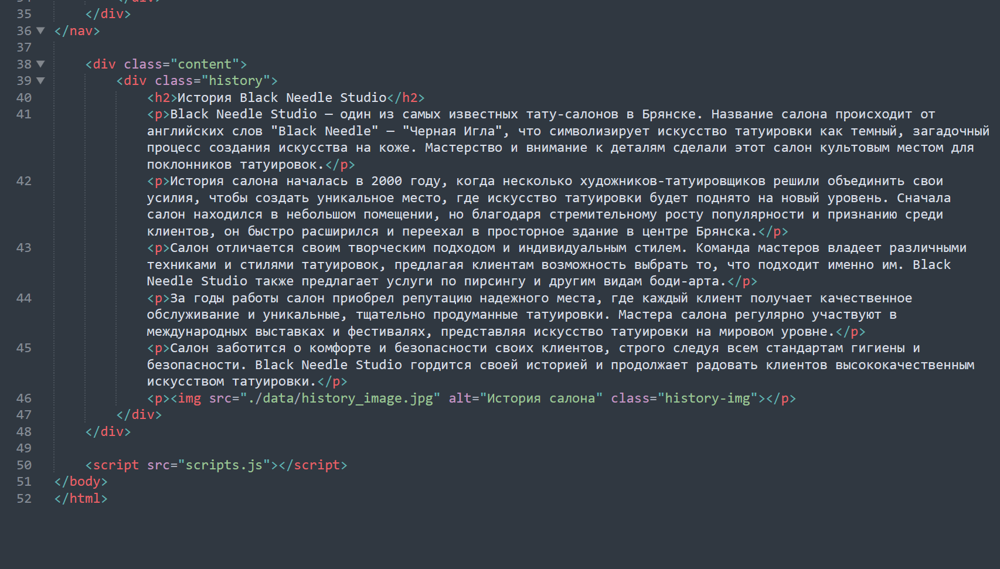 35 </div>
36 </nav>
37
38 <div class="content">
39 <div class="history">
40 <h2>История Black Needle Studio</h2>
41 <p>Black Needle Studio — один из самых известных тату-салонов в Брянске. Название салона происходит от
английских слов "Black Needle" — "Черная Игла", что символизирует искусство татуировки как темный, загадочный
процесс создания искусства на коже. Мастерство и внимание к деталям сделали этот салон культовым местом для
поклонников татуировок.</p>
42 <p>История салона началась в 2000 году, когда несколько художников-татуировщиков решили объединить свои
усилия, чтобы создать уникальное место, где искусство татуировки будет поднято на новый уровень. Сначала
салон находился в небольшом помещении, но благодаря стремительному росту популярности и признанию среди
клиентов, он быстро расширился и переехал в просторное здание в центре Брянска.</p>
43 <p>Салон отличается своим творческим подходом и индивидуальным стилем. Команда мастеров владеет различными
техниками и стилями татуировок, предлагая клиентам возможность выбрать то, что подходит именно им. Black
Needle Studio также предлагает услуги по пирсингу и другим видам боди-арта.</p>
44 <p>За годы работы салон приобрел репутацию надежного места, где каждый клиент получает качественное
обслуживание и уникальные, тщательно продуманные татуировки. Мастера салона регулярно участвуют в
международных выставках и фестивалях, представляя искусство татуировки на мировом уровне.</p>
45 <p>Салон заботится о комфорте и безопасности своих клиентов, строго следуя всем стандартам гигиены и
безопасности. Black Needle Studio гордится своей историей и продолжает радовать клиентов высококачественным
искусством татуировки.</p>
46 <p><img src="./data/history_image.jpg" alt="История салона" class="history-img"></p>
47 </div>
48 </div>
49
50 <script src="scripts.js"></script>
51 </body>
52 </html>